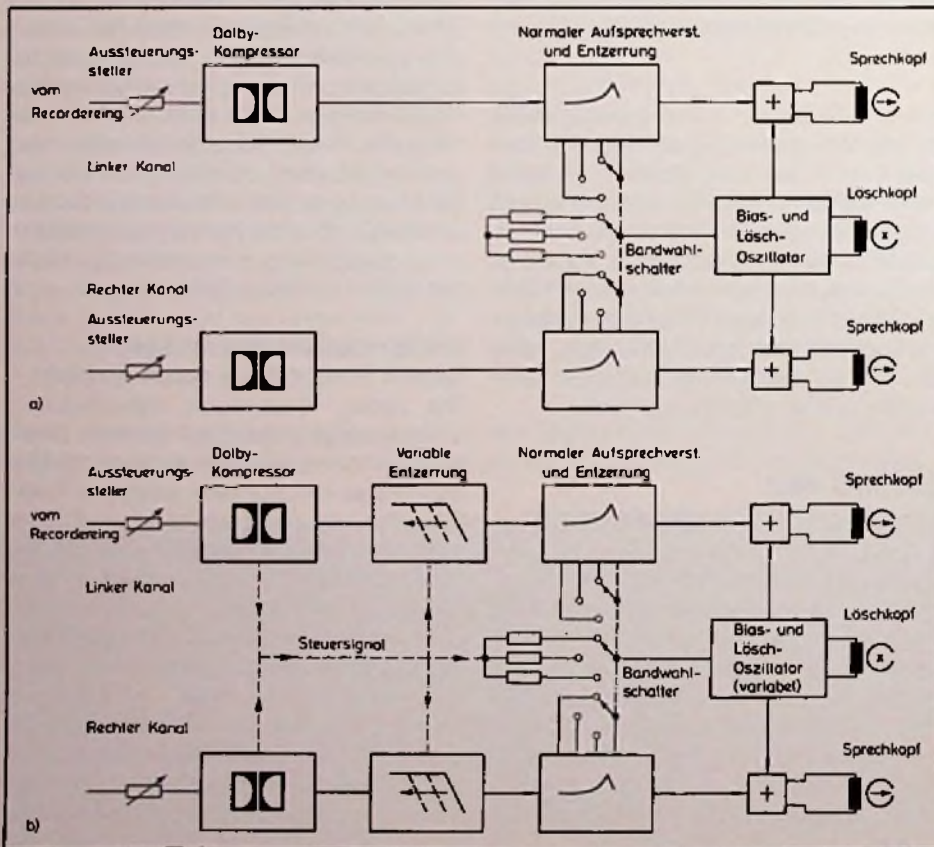 Dolby-
Kompressor
Normaler Aufsprechverst.
und Entzerrung
Aussteuerungs-
steller
Sprechkopf
vom
Recordereing.
+
Linker Kanal
Löschkopf
Bias- und
Lösch-
Oszillator
x
Bandwahl-
schalter
Rechter Kanal
Aussteuerungs-
steller
Sprechkopf
+
a)
Dolby-
Kompressor
Variable
Entzerrung
Normaler Aufsprechverst.
und Entzerrung
Aussteuerungs-
steller
Sprechkopf
vom
Recordereing
+
Linker Kanal
Löschkopf
Steuersignal
Bias- und
Lösch-
Oszillator
(variabel)
x
Bandwahl-
schalter
Rechter Kanal
Sprechkopf
+
b)